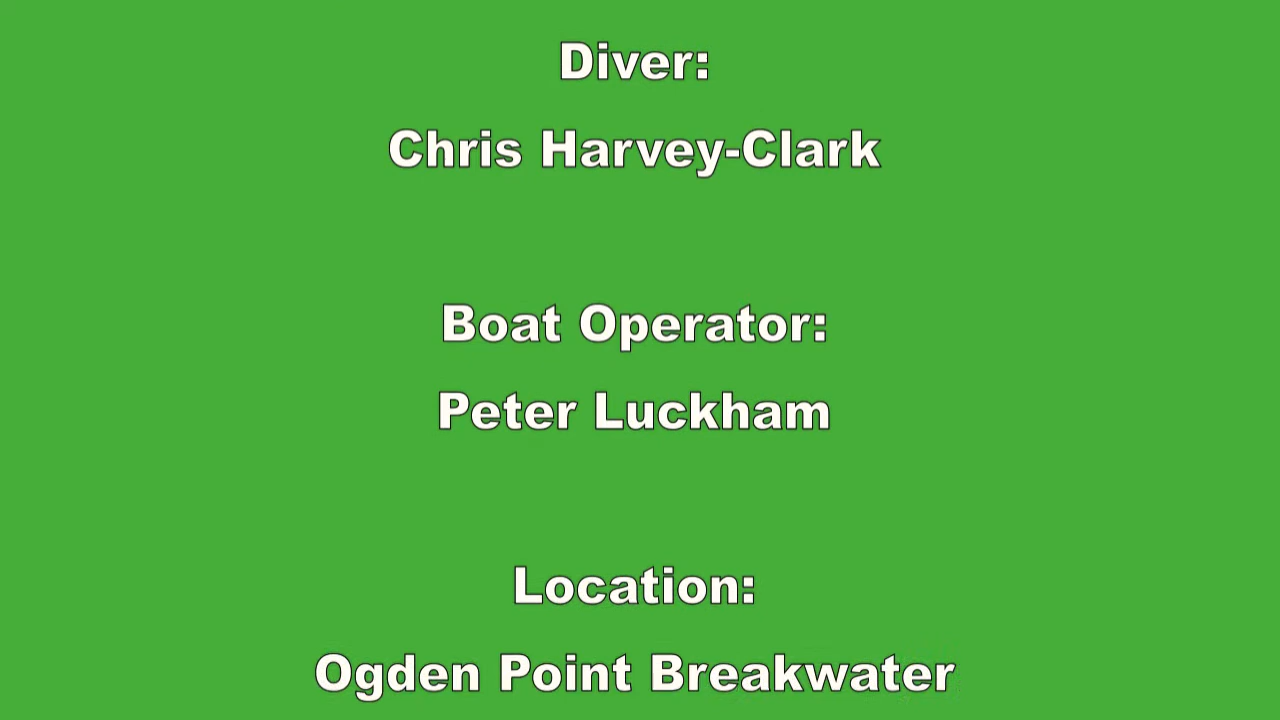 Diver:
Chris Harvey-Clark
Boat Operator:
Peter Luckham
Location:
Ogden Point Breakwater